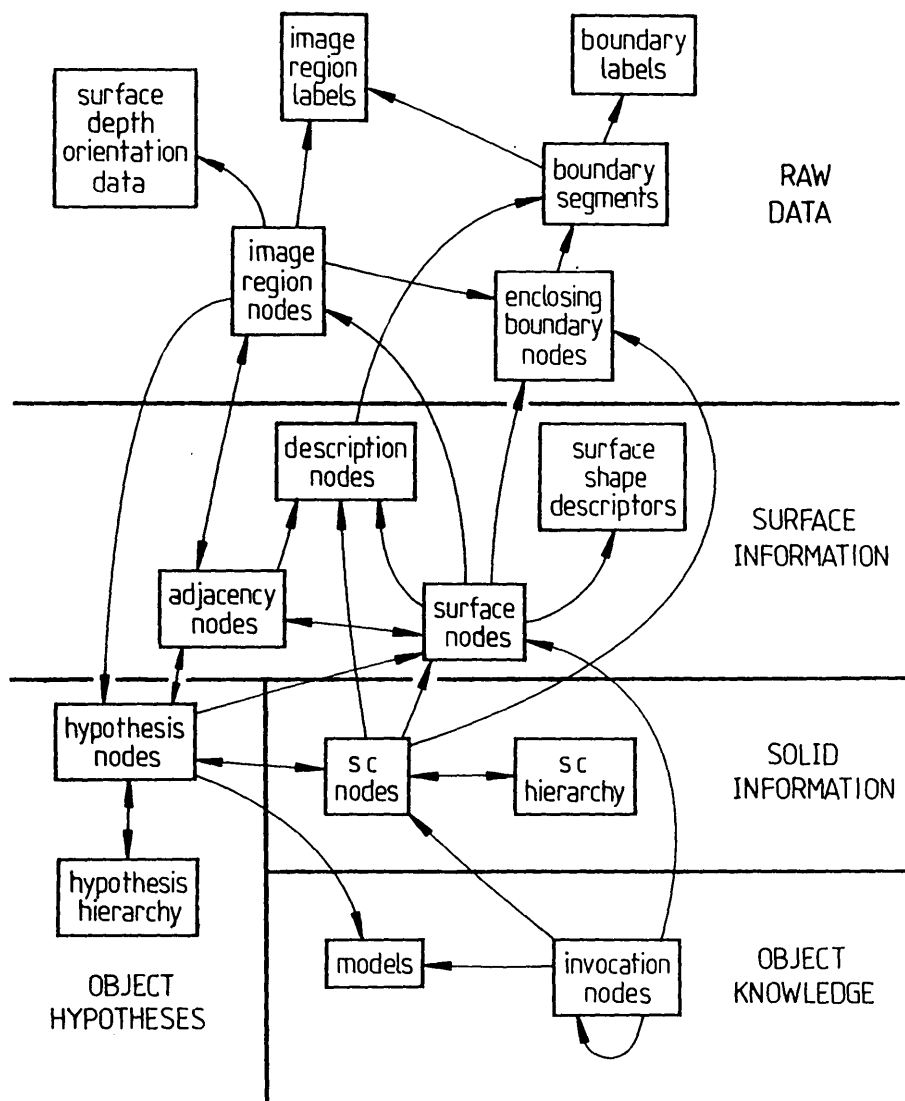 image
region
labels
boundary
labels
surface
depth
orientation
data
boundary
segments
RAW
DATA
image
region
nodes
enclosing
boundary
nodes
description
nodes
surface
shape
descriptors
SURFACE
INFORMATION
adjacency
nodes
surface
nodes
hypothesis
nodes
sc
nodes
sc
hierarchy
SOLID
INFORMATION
hypothesis
hierarchy
models
invocation
nodes
OBJECT
KNOWLEDGE
OBJECT
HYPOTHESES